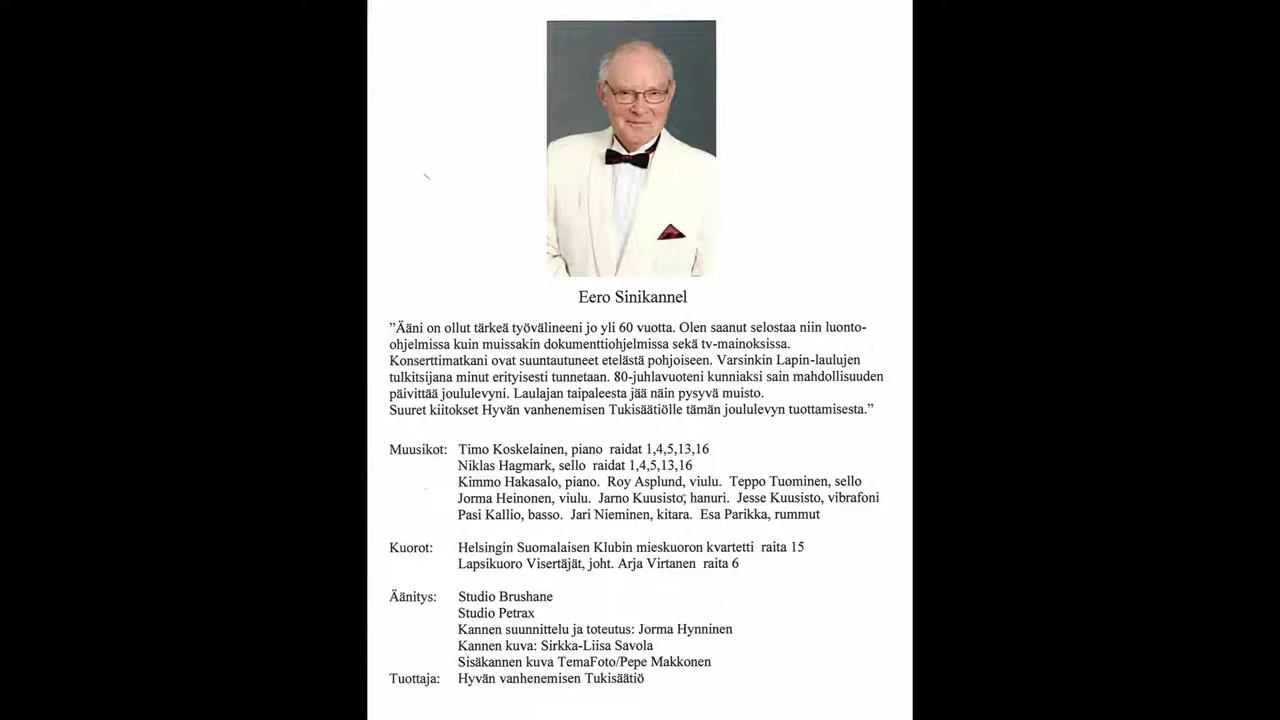 Eero Sinikannel
”Ääni on ollut tärkeä työvälineeni jo yli 60 vuotta. Olen saanut selostaa niin luonto-
ohjelmissa kuin muissakin dokumenttiohjelmissa sekä tv-mainoksissa.
Konserttimatkani ovat suuntautuneet etelästä pohjoiseen. Varsinkin Lapin-laulujen
tulkitsijana minut erityisesti tunnetaan. 80-juhlavuoteni kunniaksi sain mahdollisuuden
päivittää joululevyni. Laulajan taipaleesta jää näin pysyvä muisto.
Suuret kiitokset Hyvän vanhenemisen Tukisäätiölle tämän joululevyn tuottamisesta.”
Muusikot: Timo Koskelainen, piano raidat 1,4,5,13,16
Niklas Hagmark, sello raidat 1,4,5,13,16
Kimmo Hakasalo, piano. Roy Asplund, viulu. Teppo Tuominen, sello
Jorma Heinonen, viulu. Jarno Kuusisto, hanuri. Jesse Kuusisto, vibrafoni
Pasi Kallio, basso. Jari Nieminen, kitara. Esa Parikka, rummut
Kuorot: Helsingin Suomalaisen Klubin mieskuoron kvartetti raita 15
Lapsikuoro Visertäjät, joht. Arja Virtanen raita 6
Äänitys: Studio Brushane
Studio Petrax
Kannen suunnittelu ja toteutus: Jorma Hynninen
Kannen kuva: Sirkka-Liisa Savola
Sisäkannen kuva TemaFoto/Pepe Makkonen
Tuottaja: Hyvän vanhenemisen Tukisäätiö